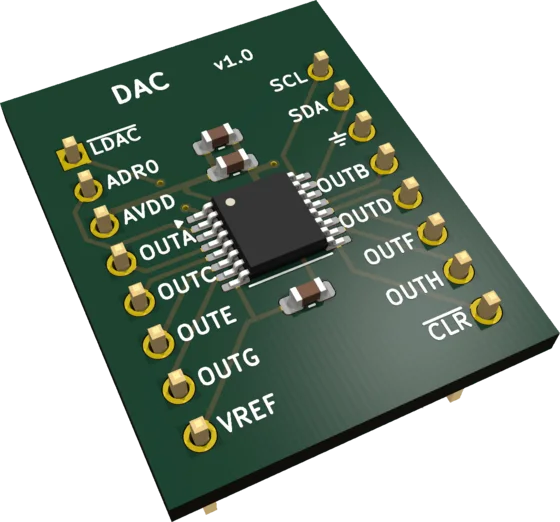 DAC
v1.0
LDAC
ADR0
AVDD
OUTA
OUTC
OUTE
OUTG
VREF
SCL
SDA
OUTB
OUTD
OUTF
OUTH
CLR